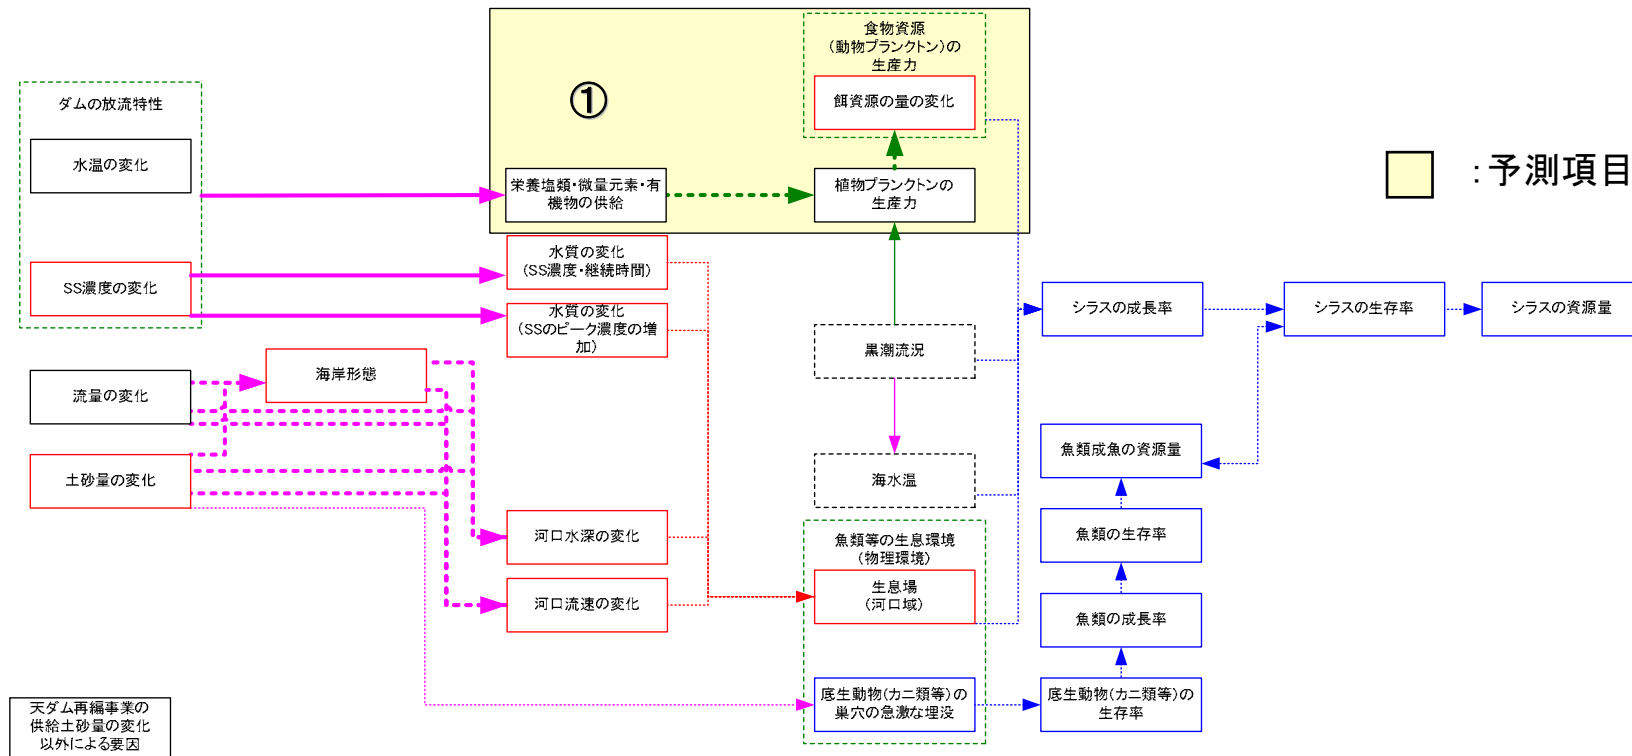 ダムの放流特性
水温の変化
SS濃度の変化
流量の変化
土砂量の変化
海岸形態
天ダム再編事業の
供給土砂量の変化
以外による要因
①
栄養塩類・微量元素・有
機物の供給
水質の変化
(SS濃度・継続時間)
水質の変化
(SSのピーク濃度の増
加)
河口水深の変化
河口流速の変化
食物資源
(動物プランクトン)の
生産力
餌資源の量の変化
植物プランクトンの
生産力
黒潮流況
海水温
魚類等の生息環境
(物理環境)
生息場
(河口域)
底生動物(カニ類等)の
巣穴の急激な埋没
シラスの成長率
シラスの生存率
シラスの資源量
魚類成魚の資源量
魚類の生存率
魚類の成長率
底生動物(カニ類等)の
生存率
:予測項目